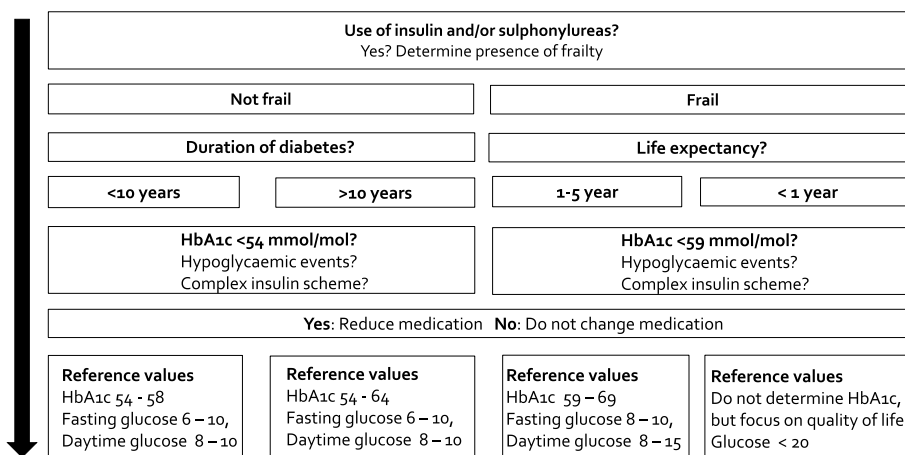 Use of insulin and/or sulphonylureas?
Yes? Determine presence of frailty
Not frail
Frail
Duration of diabetes?
Life expectancy?
<10 years
>10 years
1-5 year
< 1 year
HbA1c <54 mmol/mol?
Hypoglycaemic events?
Complex insulin scheme?
HbA1c <59 mmol/mol?
Hypoglycaemic events?
Complex insulin scheme?
Yes: Reduce medication No: Do not change medication
Reference values
HbA1c 54 - 58
Fasting glucose 6 – 10,
Daytime glucose 8 – 10
Reference values
HbA1c 54 - 64
Fasting glucose 6 – 10,
Daytime glucose 8 – 10
Reference values
HbA1c 59 – 69
Fasting glucose 8 – 10,
Daytime glucose 8 – 15
Reference values
Do not determine HbA1c,
but focus on quality of life
Glucose < 20